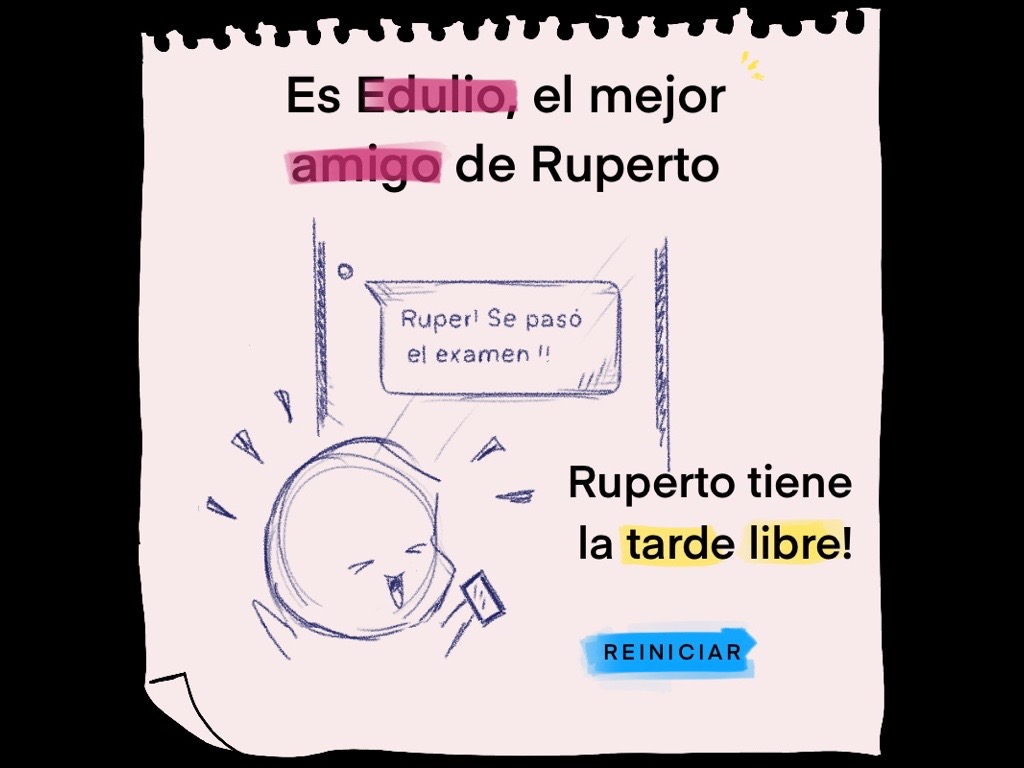 Es Edulio, el mejor
amigo de Ruperto
Ruper! Se pasó
el examen !!
Ruperto tiene
la tarde libre!
REINICIAR